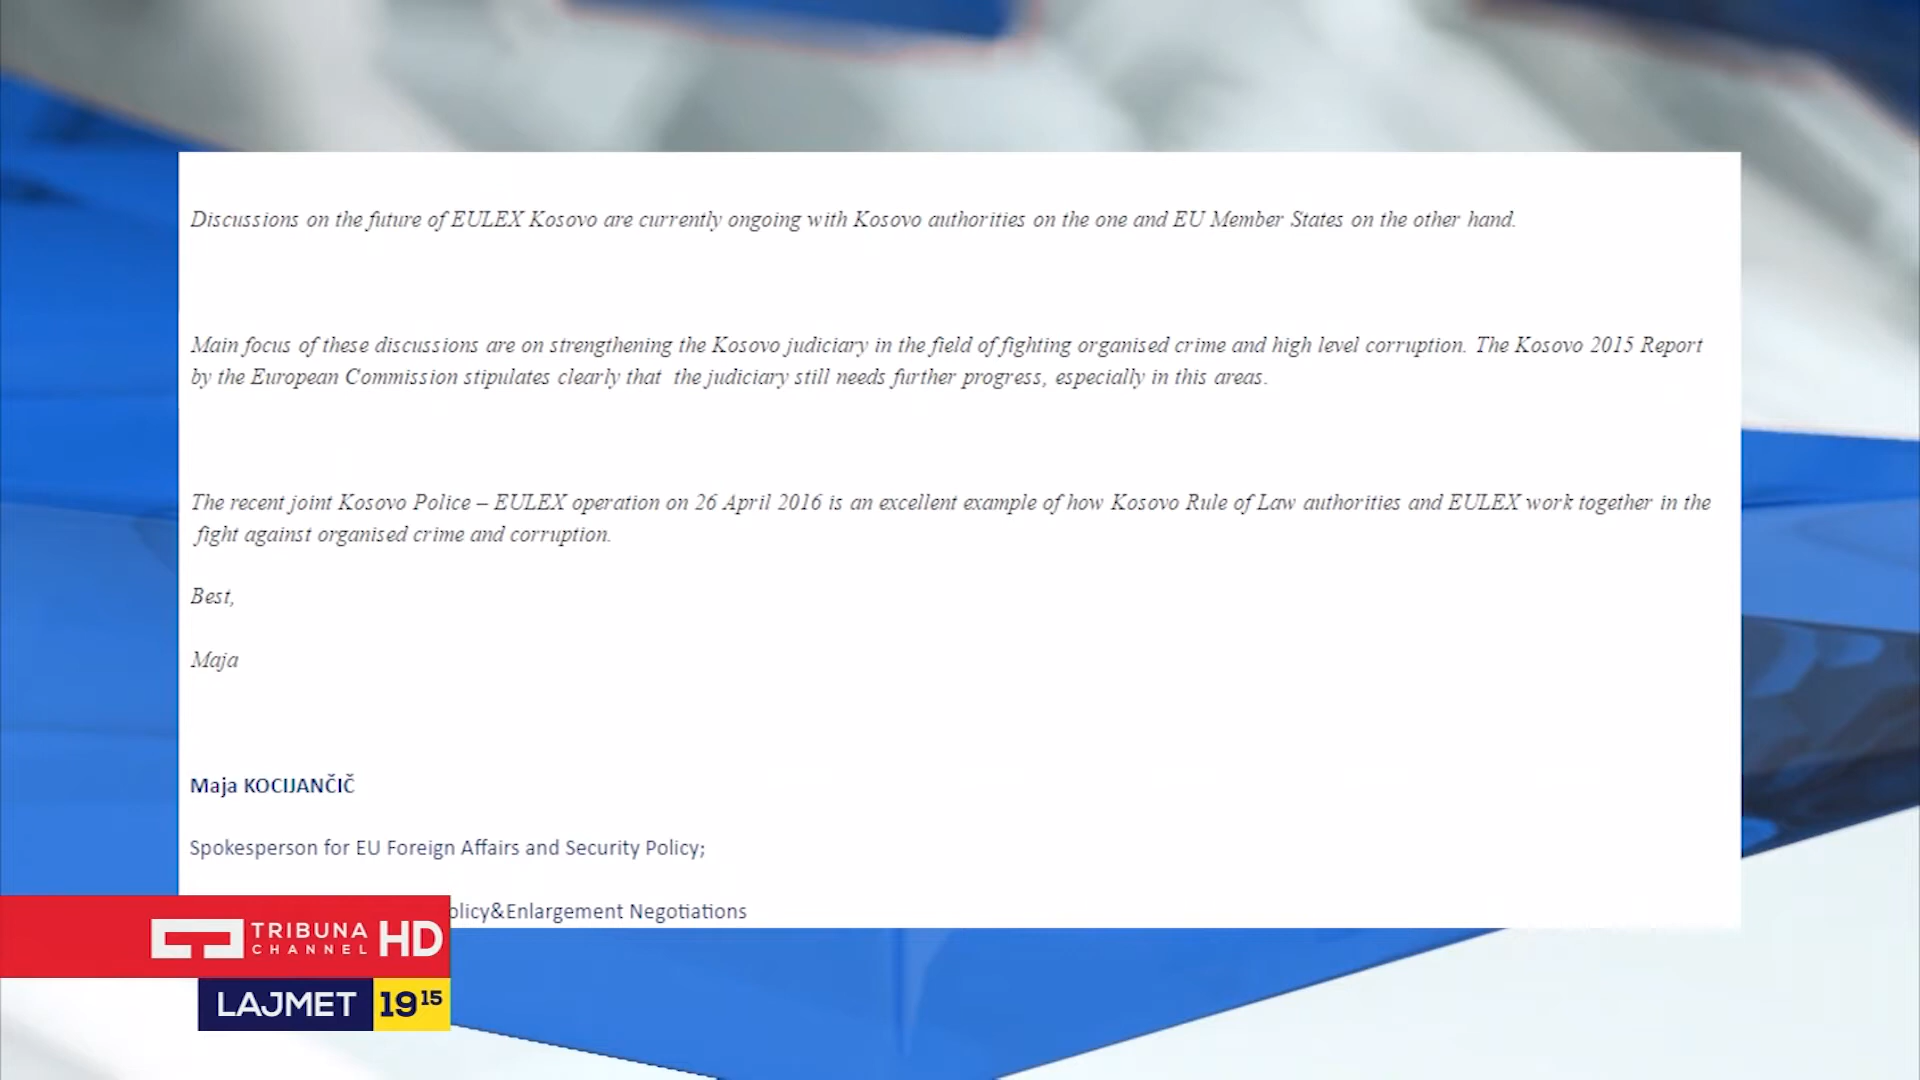 Discussions on the future of EULEX Kosovo are currently ongoing with Kosovo authorities on the one and EU Member States on the other hand.
Main focus of these discussions are on strengthening the Kosovo judiciary in the field of fighting organised crime and high level corruption. The Kosovo 2015 Report
by the European Commission stipulates clearly that the judiciary still needs further progress, especially in this areas.
The recent joint Kosovo Police – EULEX operation on 26 April 2016 is an excellent example of how Kosovo Rule of Law authorities and EULEX work together in the
fight against organised crime and corruption.
Best,
Maja
Maja KOCIJANČIČ
Spokesperson for EU Foreign Affairs and Security Policy;
olicy&Enlargement Negotiations
TRIBUNA
CHANNEL HD
LAJMET 19 15